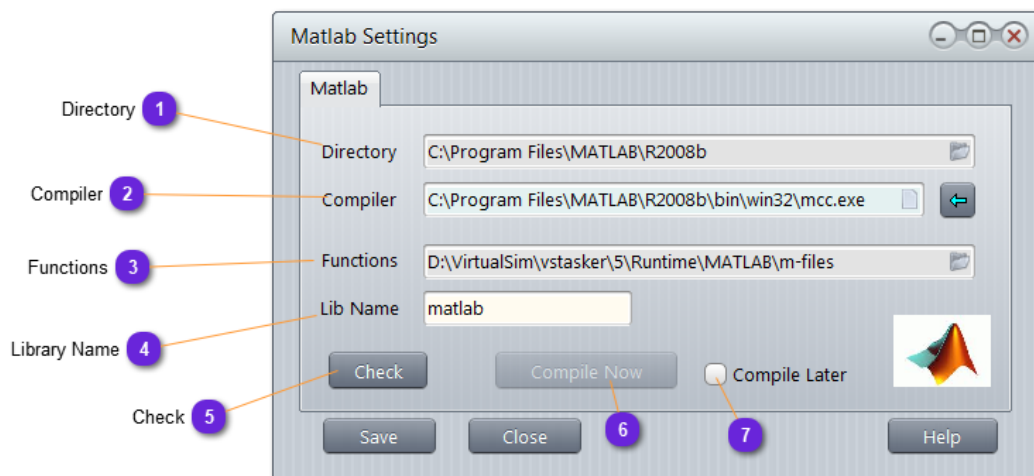 Matlab Settings
Matlab
Directory 1
Directory C:\Program Files\MATLAB\R2008b
Compiler 2
Compiler C:\Program Files\MATLAB\R2008b\bin\win32\mcc.exe
Functions 3
Functions D:\VirtualSim\vstasker\5\Runtime\MATLAB\m-files
Lib Name matlab
Library Name 4
Check Compile Now Compile Later
Check 5
6
7
Save Close Help